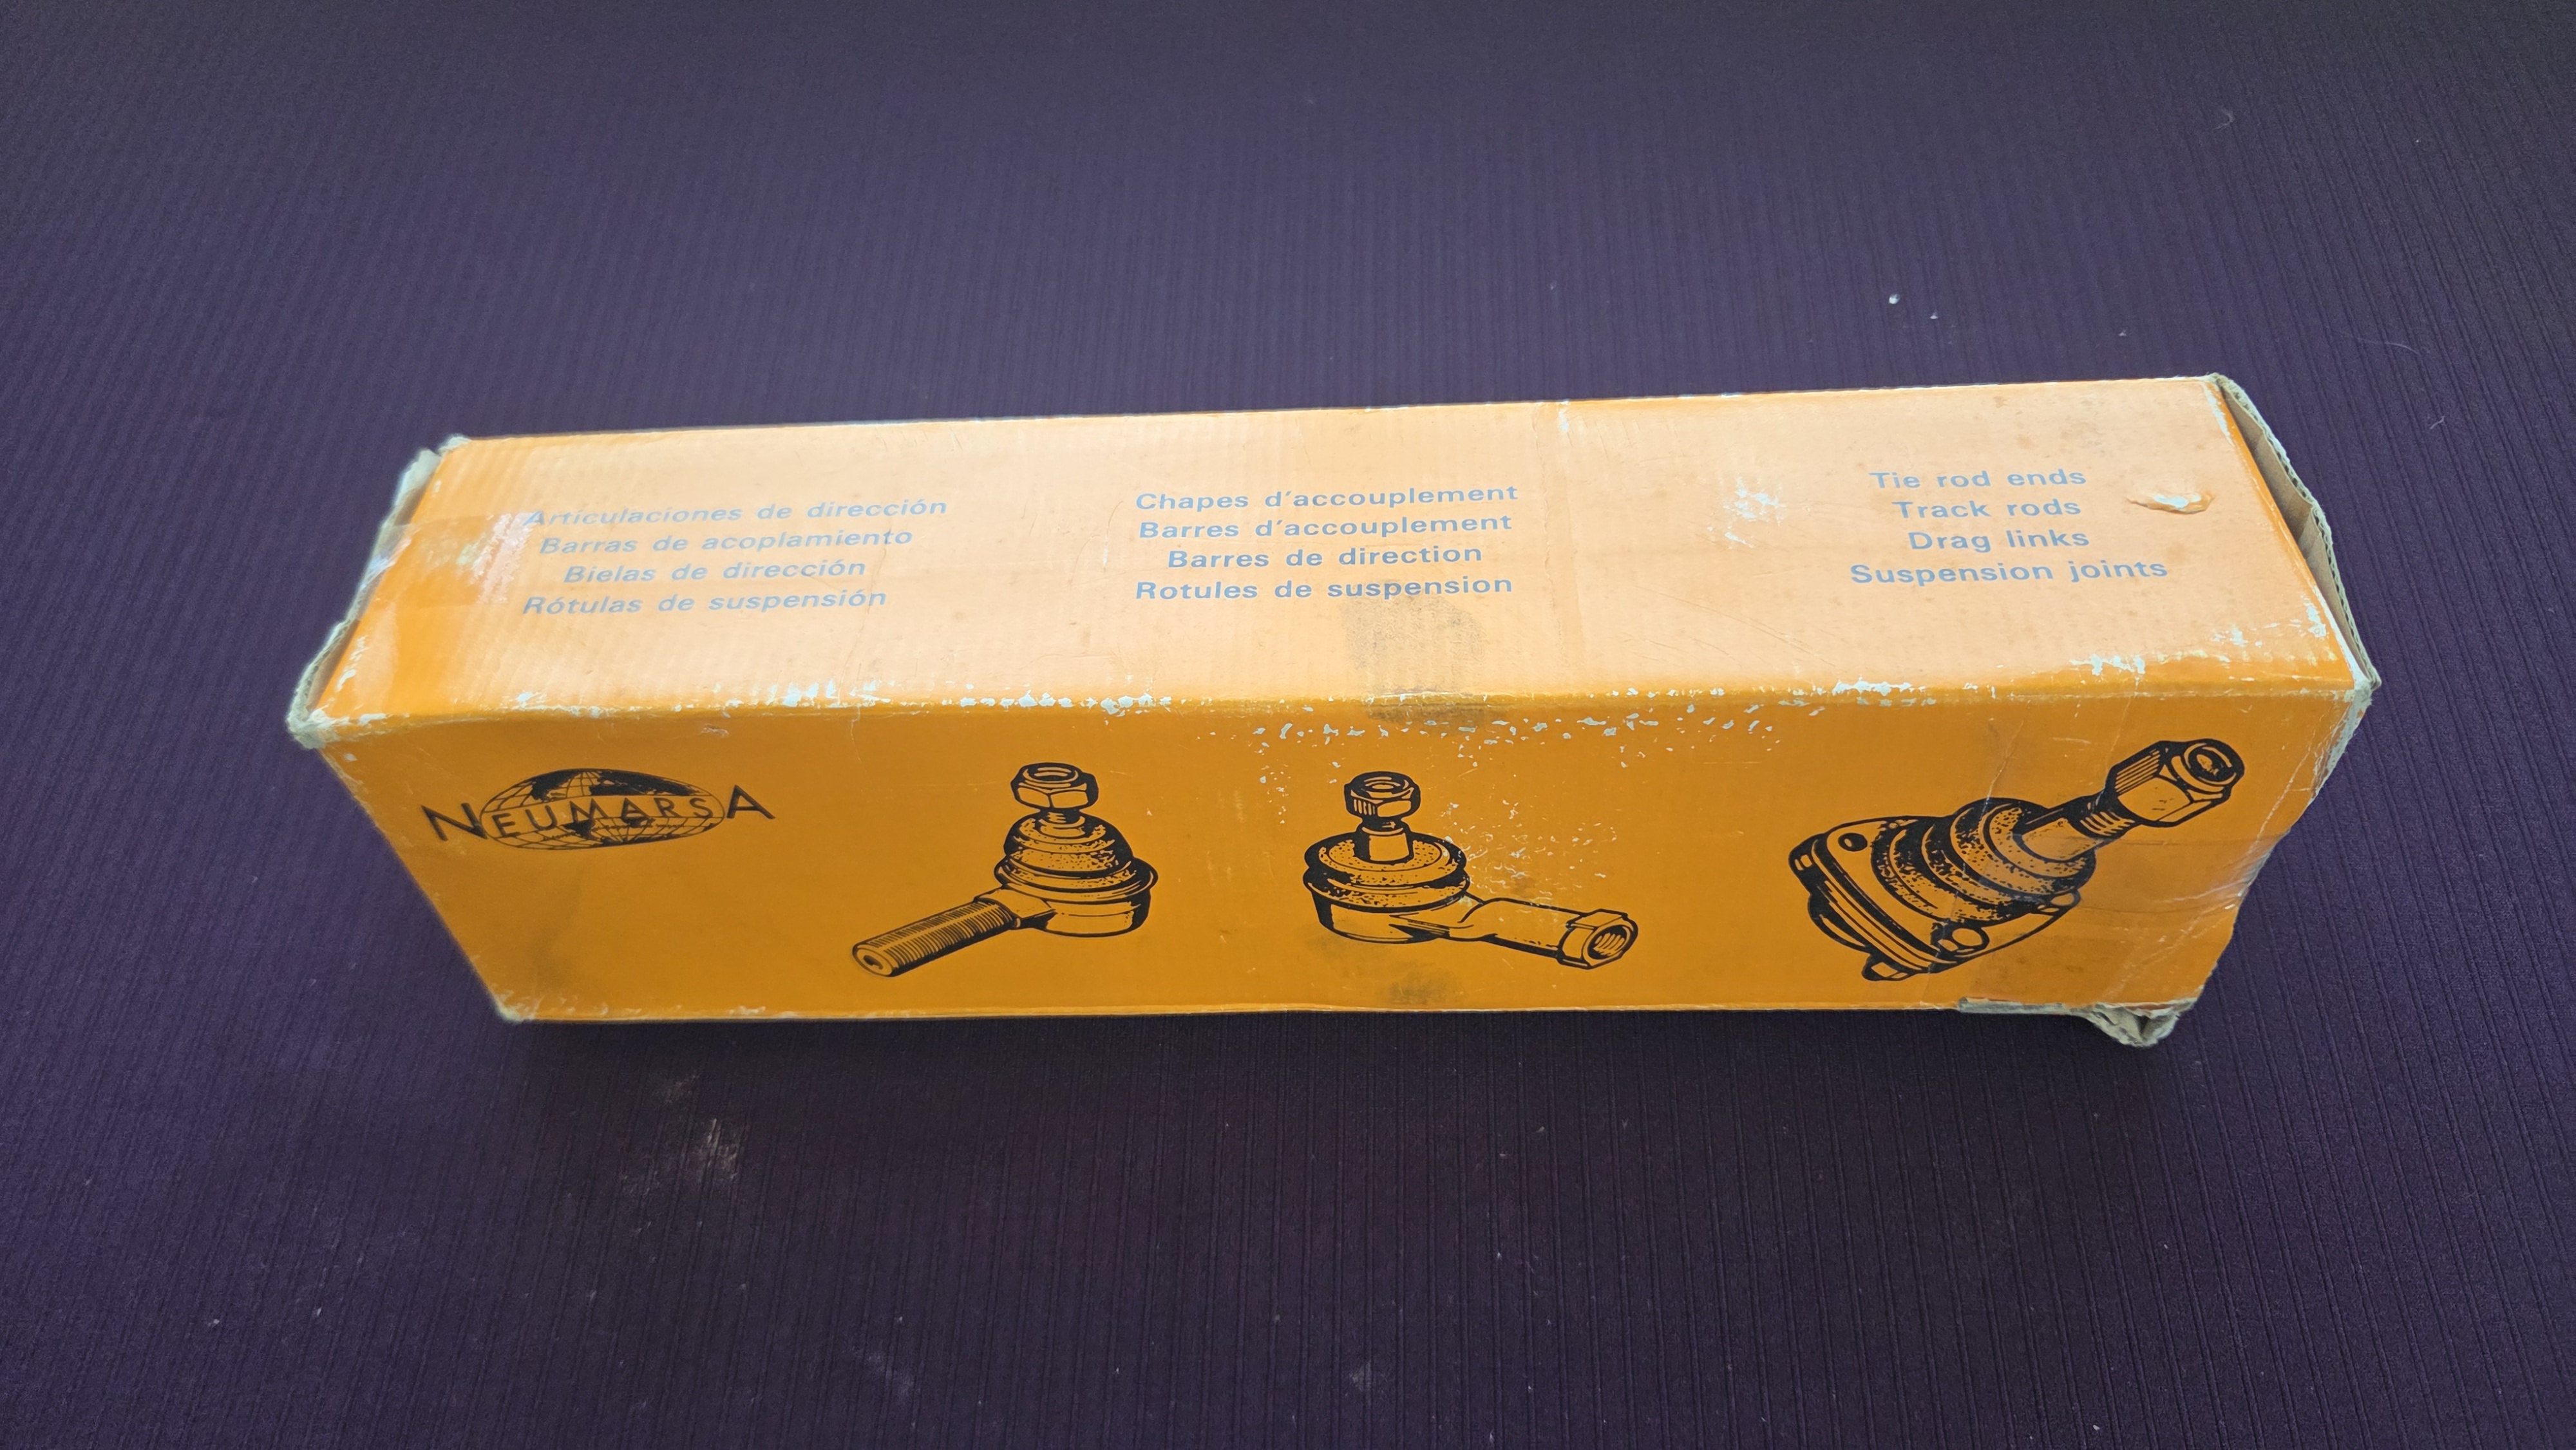 Articulaciones de dirección
Barras de acoplamiento
Bielas de dirección
Rótulas de suspensión
Chapes d'accouplement
Barres d'accouplement
Barres de direction
Rotules de suspension
Tie rod ends
Track rods
Drag links
Suspension joints
NEUMARSA